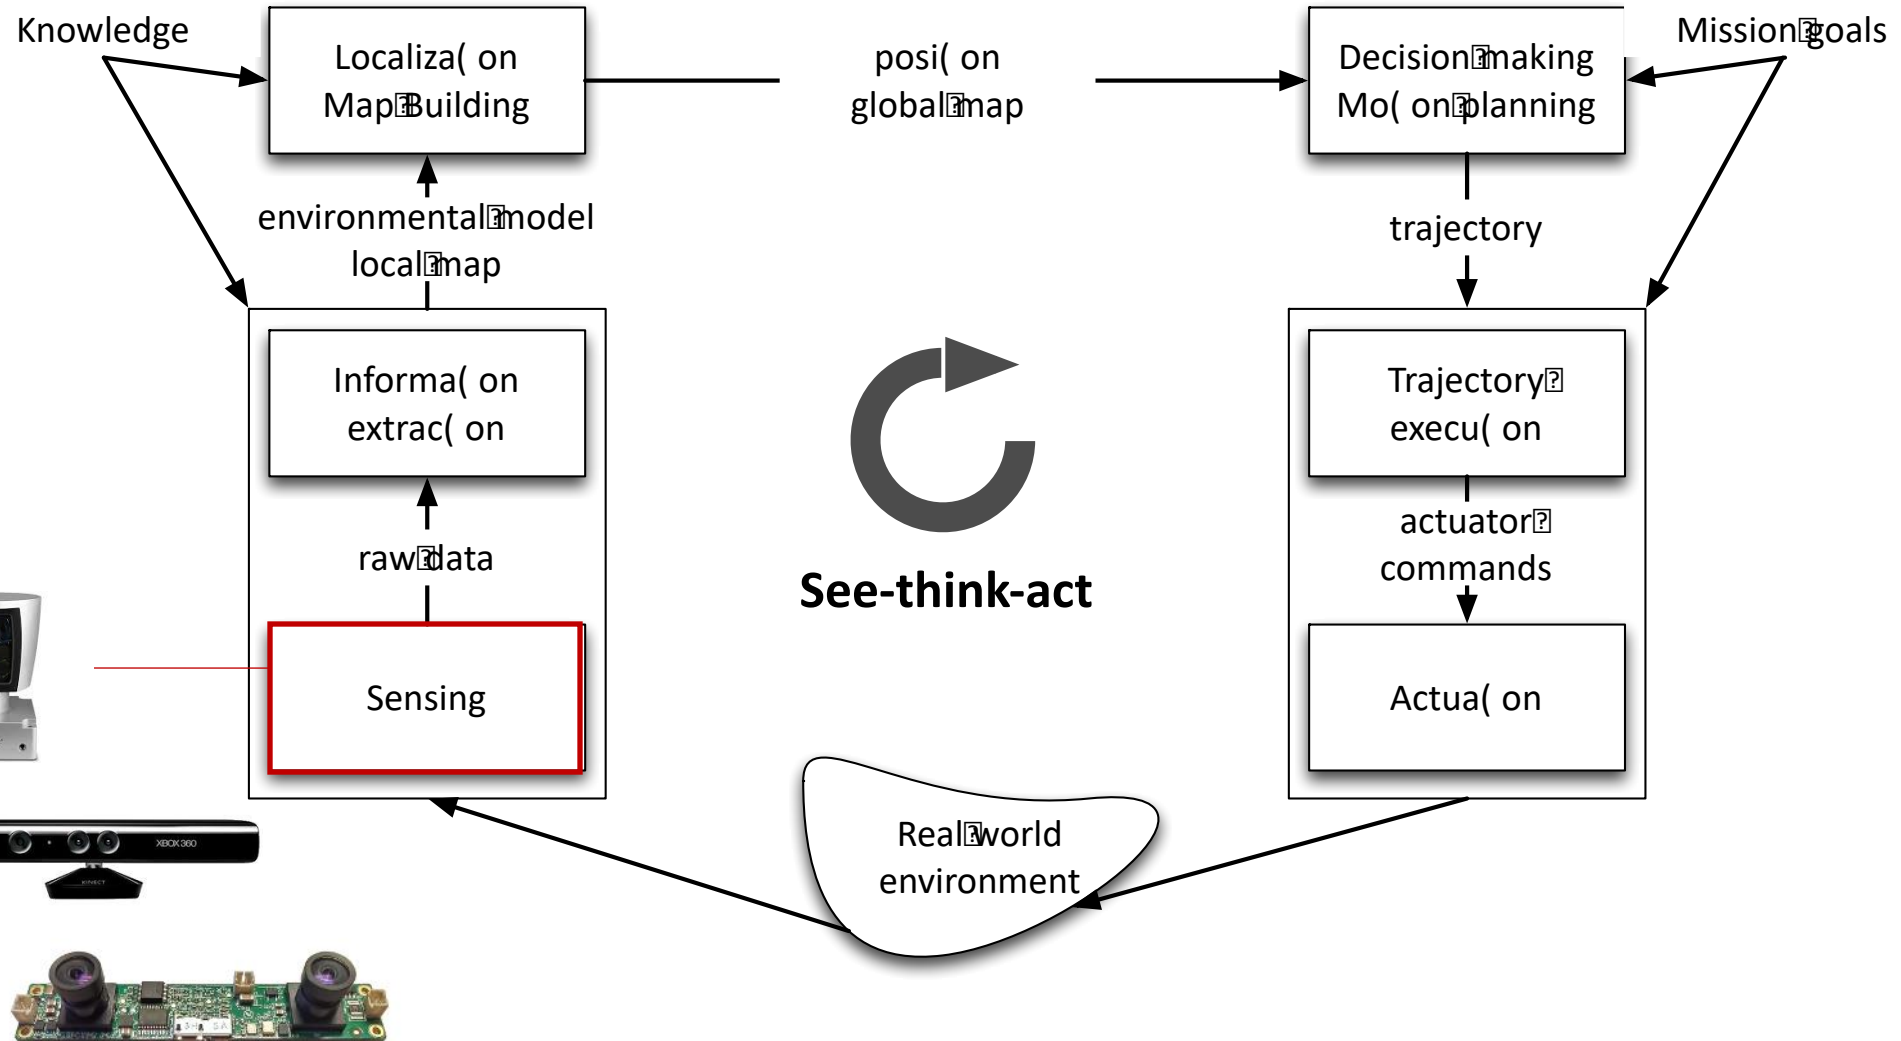 Knowledge
Localiza( on
Map�Building
posi( on
global�map
Decision�making
Mo( on�planning
Mission�goals
environmental�model
local�map
trajectory
Informa( on
extrac( on
Trajectory�
execu( on
raw�data
actuator�
commands
See-think-act
Sensing
Actua( on
Real�world
environment
XBOX 360
KINECT